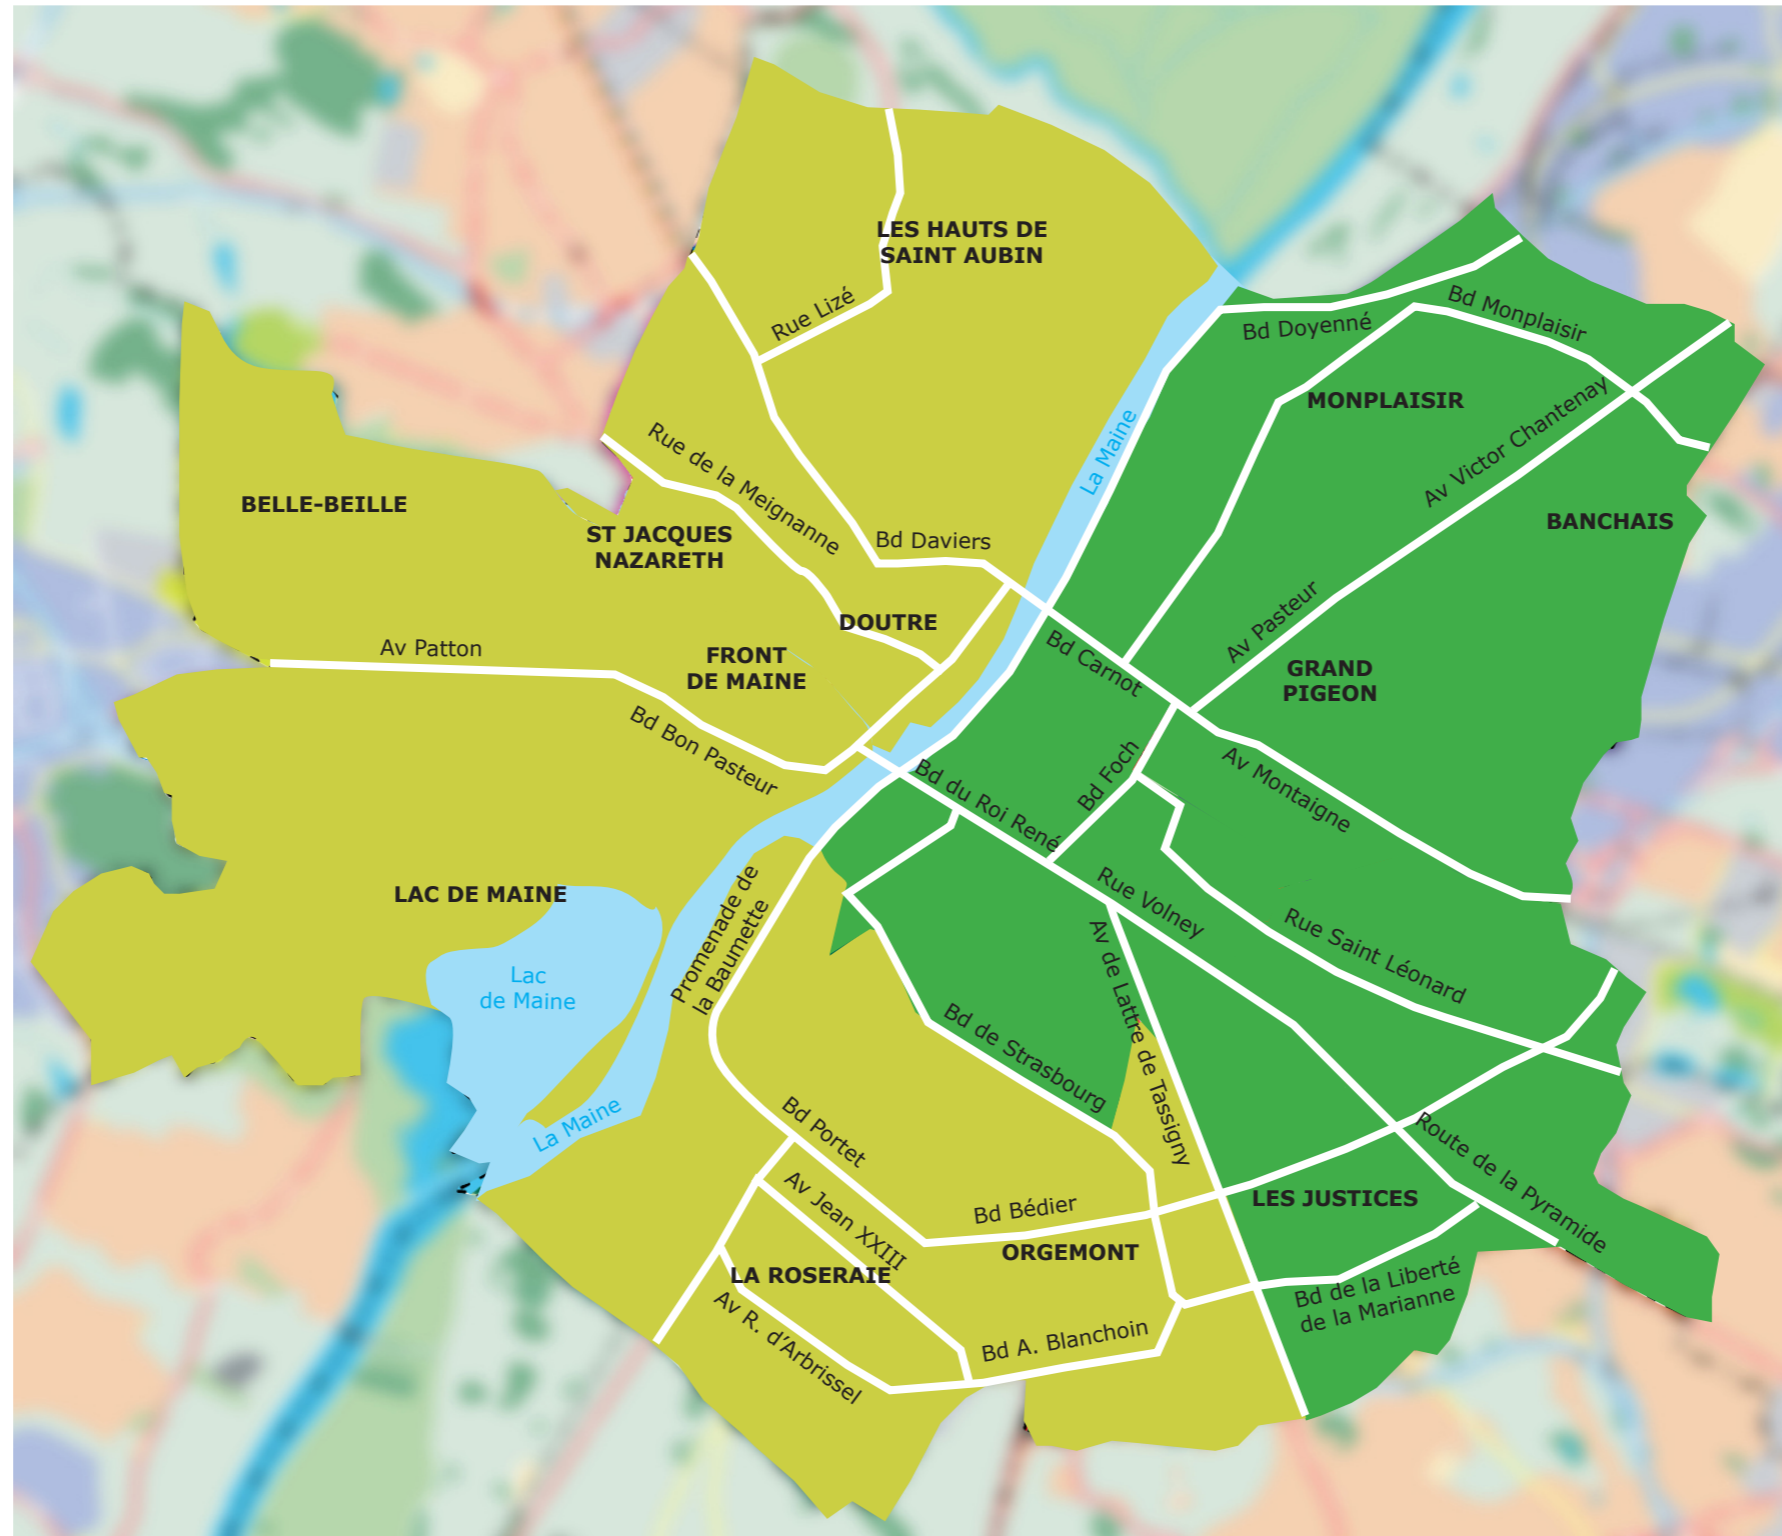 LES HAUTS DE
SAINT AUBIN
Rue Lizé
Bd Doyenné
Bd Monplaisir
MONPLAISIR
Av Victor Chantenay
La Maine
BELLE-BEILLE
Rue de la Meignanne
BANCHAIS
ST JACQUES
NAZARETH
Bd Daviers
DOUTRE
Av Pasteur
Av Patton
FRONT
DE MAINE
Bd Carnot
GRAND
PIGEON
Bd Bon Pasteur
Bd Foch
Av Montaigne
Bd du Roi René
LAC DE MAINE
Promenade de
la Baumette
Rue Volney
Rue Saint Léonard
Lac
de Maine
Av de Lattre de Tassigny
Bd de Strasbourg
La Maine
Bd Portet
Route de la Pyramide
Av Jean XXIII
Bd Bédier
LES JUSTICES
ORGEMONT
LA ROSERAIE
Bd de la Liberté
de la Marianne
Av R. d'Arbrissel
Bd A. Blanchoin